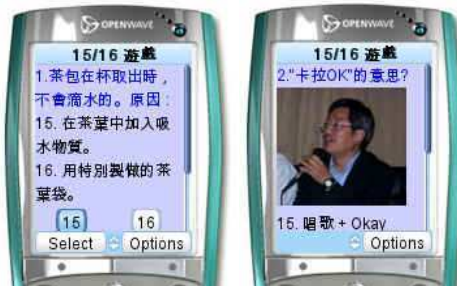 OPENWAVE
15/16 遊戲
1.茶包在杯取出時，
不會滴水的。原因：
15. 在茶葉中加入吸
水物質。
16. 用特別製做的茶
葉袋。
15 16
Select Options
OPENWAVE
15/16 遊戲
2."卡拉OK"的意思?
15. 唱歌 + Okay
Options